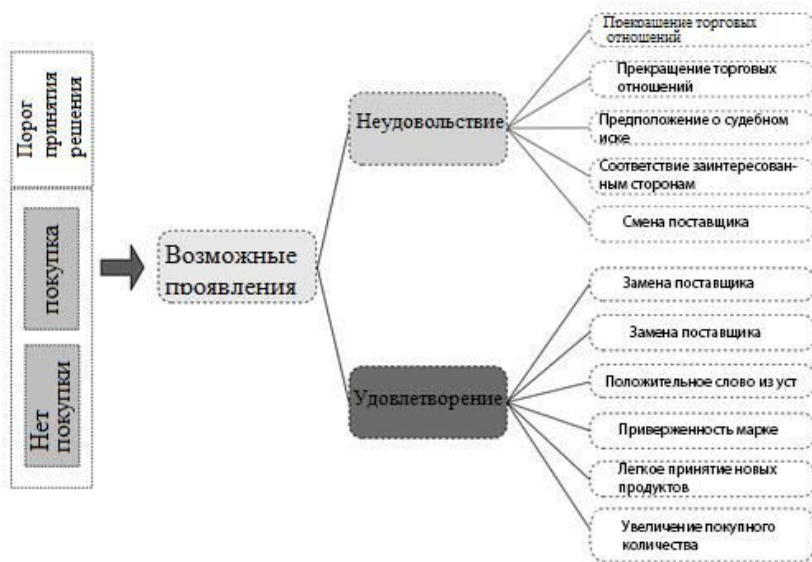 Порог
принятия
решения
покупка
Нет
покупки
Возможные
проявления
Неудовольствие
Прекрашение торговых
отношений
Прекращение торговых
отношений
Предположение о судебном
иске
Соответствие заинтересован-
ным сторонам
Смена поставщика
Удовлетворение
Замена поставщика
Замена поставщика
Положительное слово из уст
Приверженность марке
Легкое принятие новых
продуктов
Увеличение покупного
количества